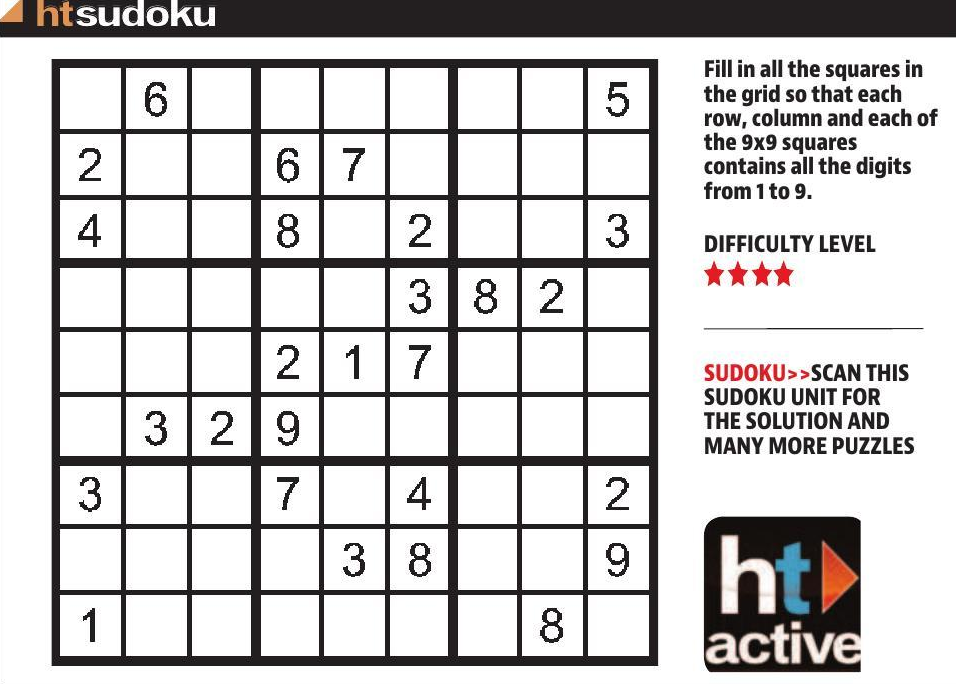 htsudoku
6 5
2 6 7
4 8 2 3
3 8 2
2 1 7
3 2 9
3 7 4 2
3 8 9
1 8
Fill in all the squares in
the grid so that each
row, column and each of
the 9x9 squares
contains all the digits
from 1 to 9.
DIFFICULTY LEVEL
SUDOKU>>SCAN THIS
SUDOKU UNIT FOR
THE SOLUTION AND
MANY MORE PUZZLES
ht
active